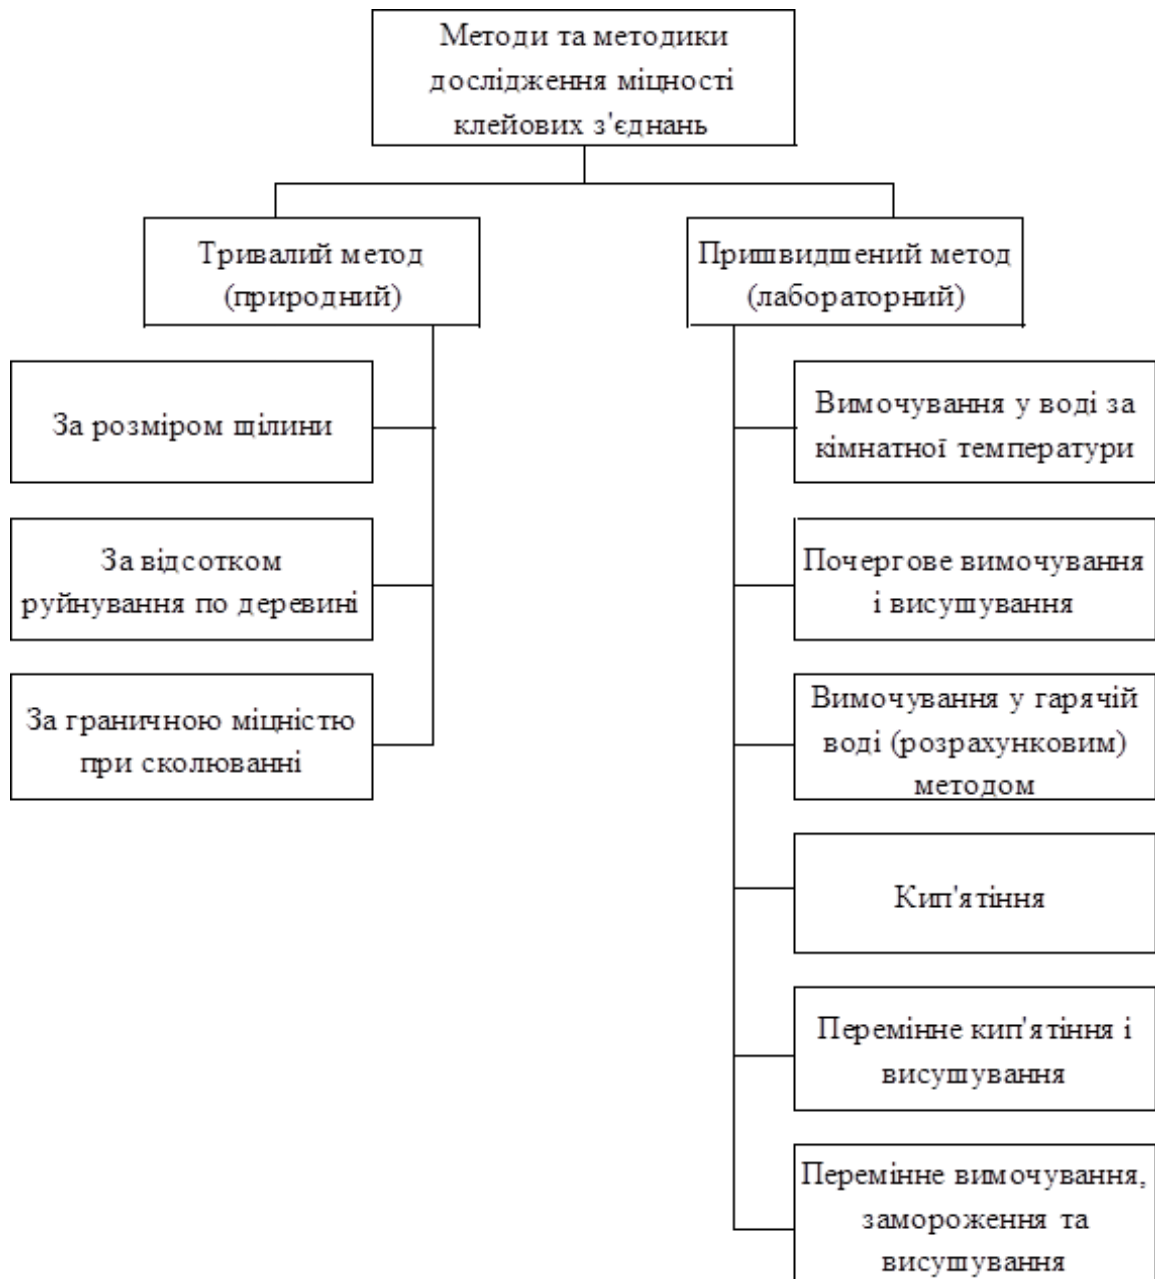 Методи та методики
дослідження міцності
клейових з'єднань
Тривалий метод
(природний)
Пришвидшений метод
(лабораторний)
За розміром щілини
За відсотком
руйнування по деревині
За граничною міцністю
при сколюванні
Вимочування у воді за
кімнатної температури
Почергове вимочування
і висушування
Вимочування у гарячій
воді (розрахунковим)
методом
Кип'ятіння
Перемінне кип'ятіння і
висушування
Перемінне вимочування,
замороження та
висушування